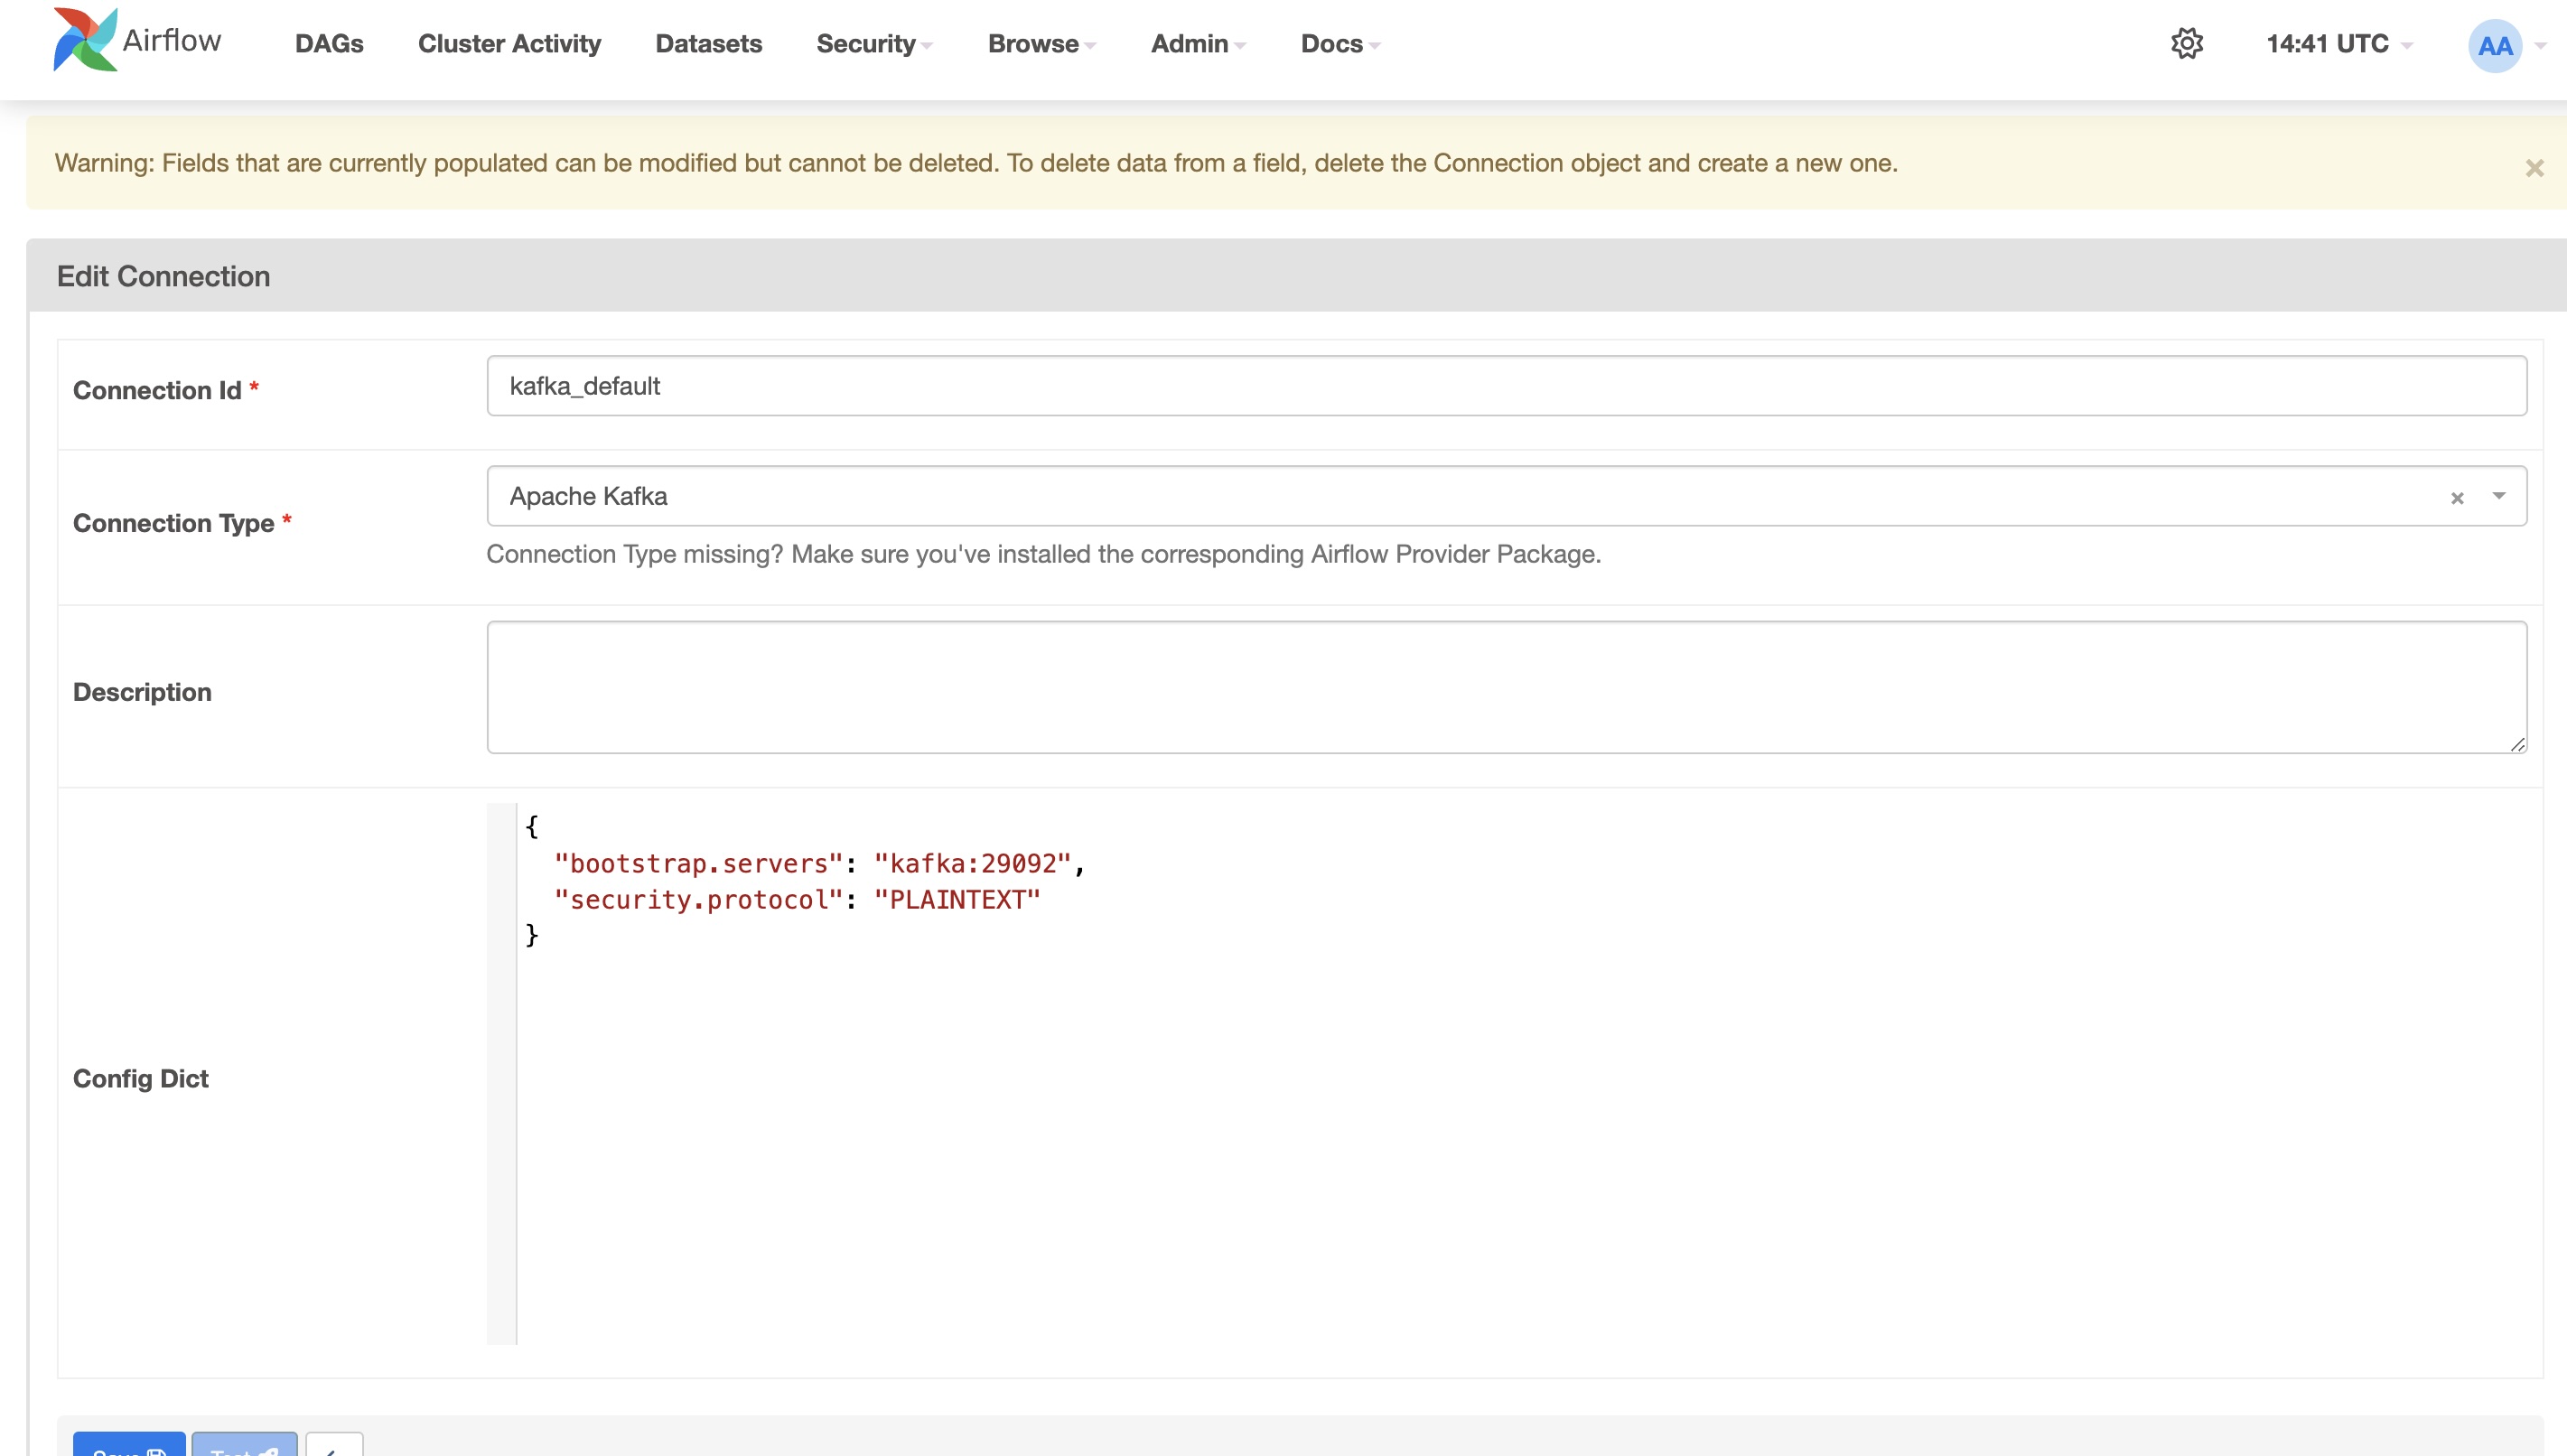 Airflow DAGs Cluster Activity Datasets Security Browse Admin Docs 14:41 UTC AA
Warning: Fields that are currently populated can be modified but cannot be deleted. To delete data from a field, delete the Connection object and create a new one. ×
Edit Connection
Connection Id * kafka_default
Connection Type * Apache Kafka ×
Connection Type missing? Make sure you've installed the corresponding Airflow Provider Package.
Description
{
"bootstrap.servers": "kafka:29092",
"security.protocol": "PLAINTEXT"
}
Config Dict
Save Test